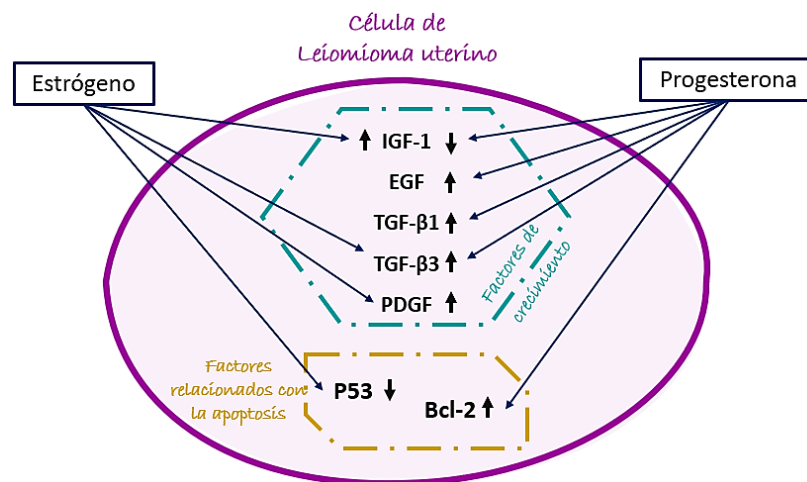 Célula de
Leiomioma uterino
Estrógeno
Progesterona
↑ IGF-1 ↓
EGF ↑
TGF-β1 ↑
TGF-β3 ↑
PDGF ↑
Factores de
crecimiento
Factores
relacionados con
la apoptosis
P53 ↓
Bcl-2 ↑